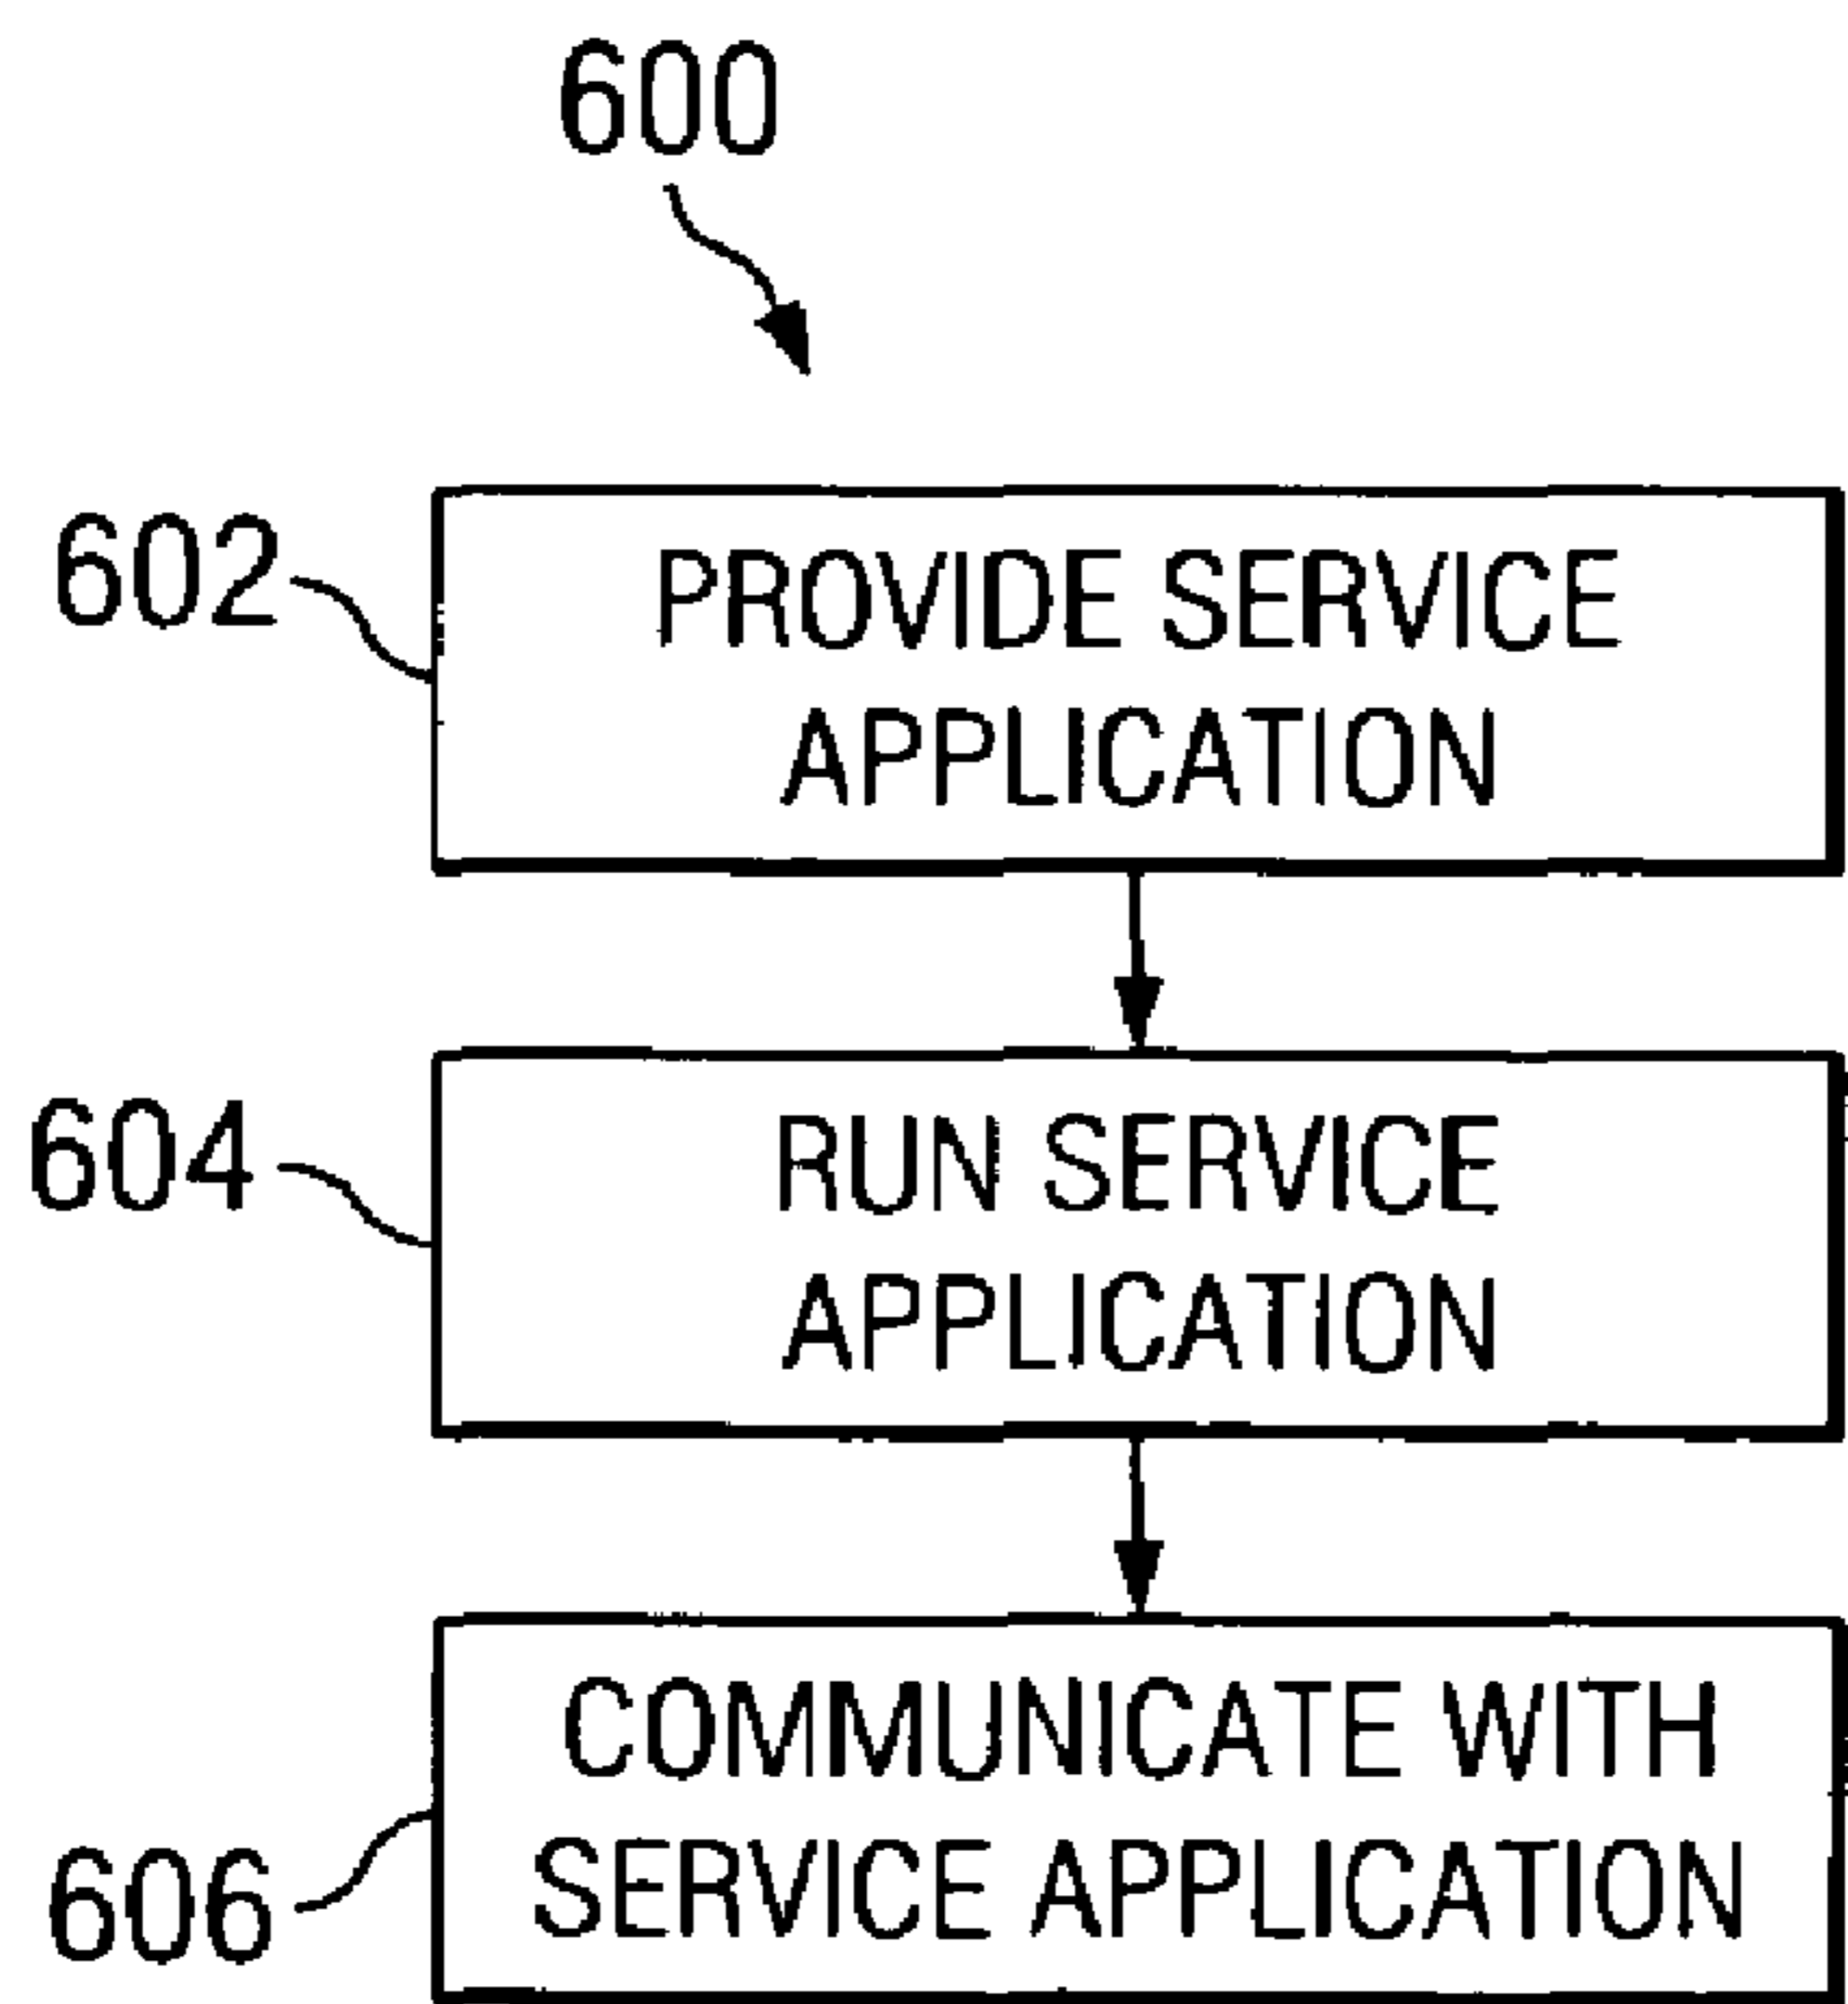 600
602
PROVIDE SERVICE
APPLICATION
604
RUN SERVICE
APPLICATION
606
COMMUNICATE WITH
SERVICE APPLICATION